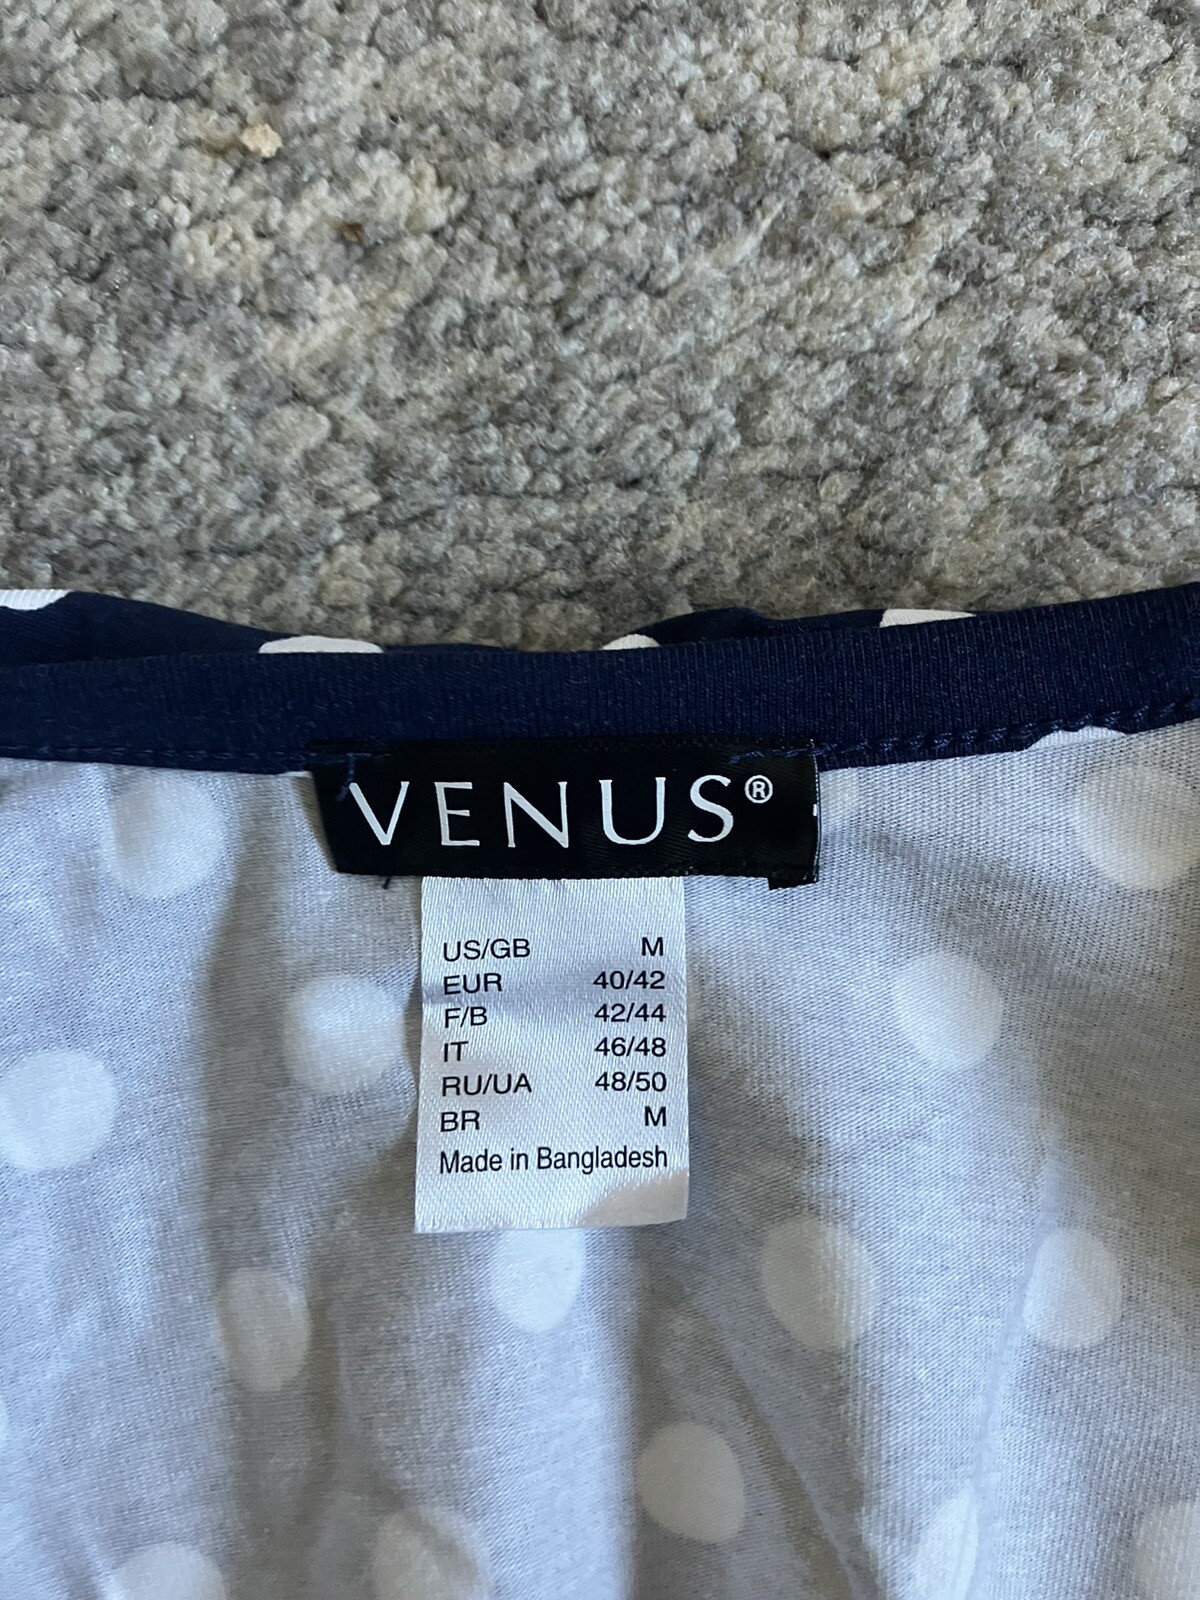 VENUS®
US/GB M
EUR 40/42
F/B 42/44
IT 46/48
RU/UA 48/50
BR M
Made in Bangladesh